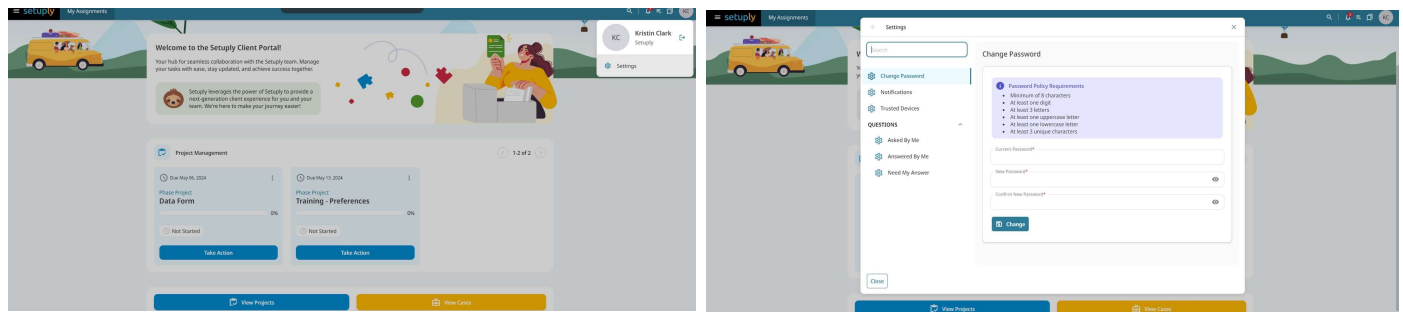 setuply My Assignments KC
KC Kristin Clark
Setuply
Settings
Welcome to the Setuply Client Portal!
Your hub for seamless collaboration with the Setuply team. Manage
your tasks with ease, stay updated, and achieve success together.
Setuply leverages the power of Setuply to provide a
next-generation client experience for you and your
team. We're here to make your journey easier!
Project Management 1-2 of 2
Due May 06, 2024
Phase Project
Data Form
0%
Not Started
Take Action
Due May 13, 2024
Phase Project
Training - Preferences
0%
Not Started
Take Action
View Projects View Cases
setuply My Assignments KC
Settings
Search
Change Password
Notifications
Trusted Devices
QUESTIONS
Asked By Me
Answered By Me
Need My Answer
Close
Change Password
Password Policy Requirements
• Minimum of 8 characters
• At least one digit
• At least 3 letters
• At least one uppercase letter
• At least one lowercase letter
• At least 3 unique characters
Current Password*
New Password*
Confirm New Password*
Change
View Projects View Cases